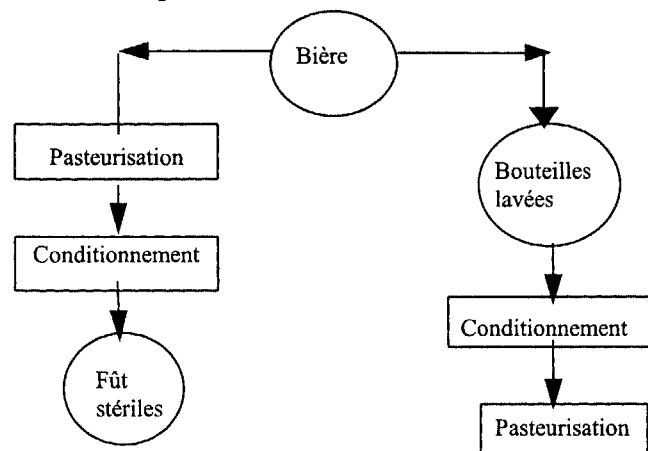 Bière
Pasteurisation
Conditionnement
Fût
stériles
Bouteilles
lavées
Conditionnement
Pasteurisation